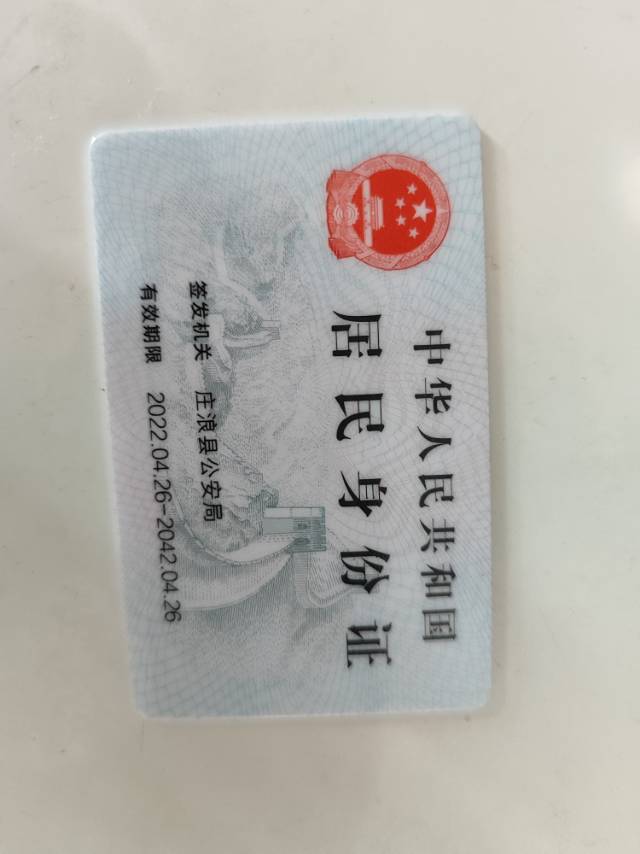 中华人民共和国
居民身份证
签发机关 庄浪县公安局
有效期限 2022.04.26-2042.04.26